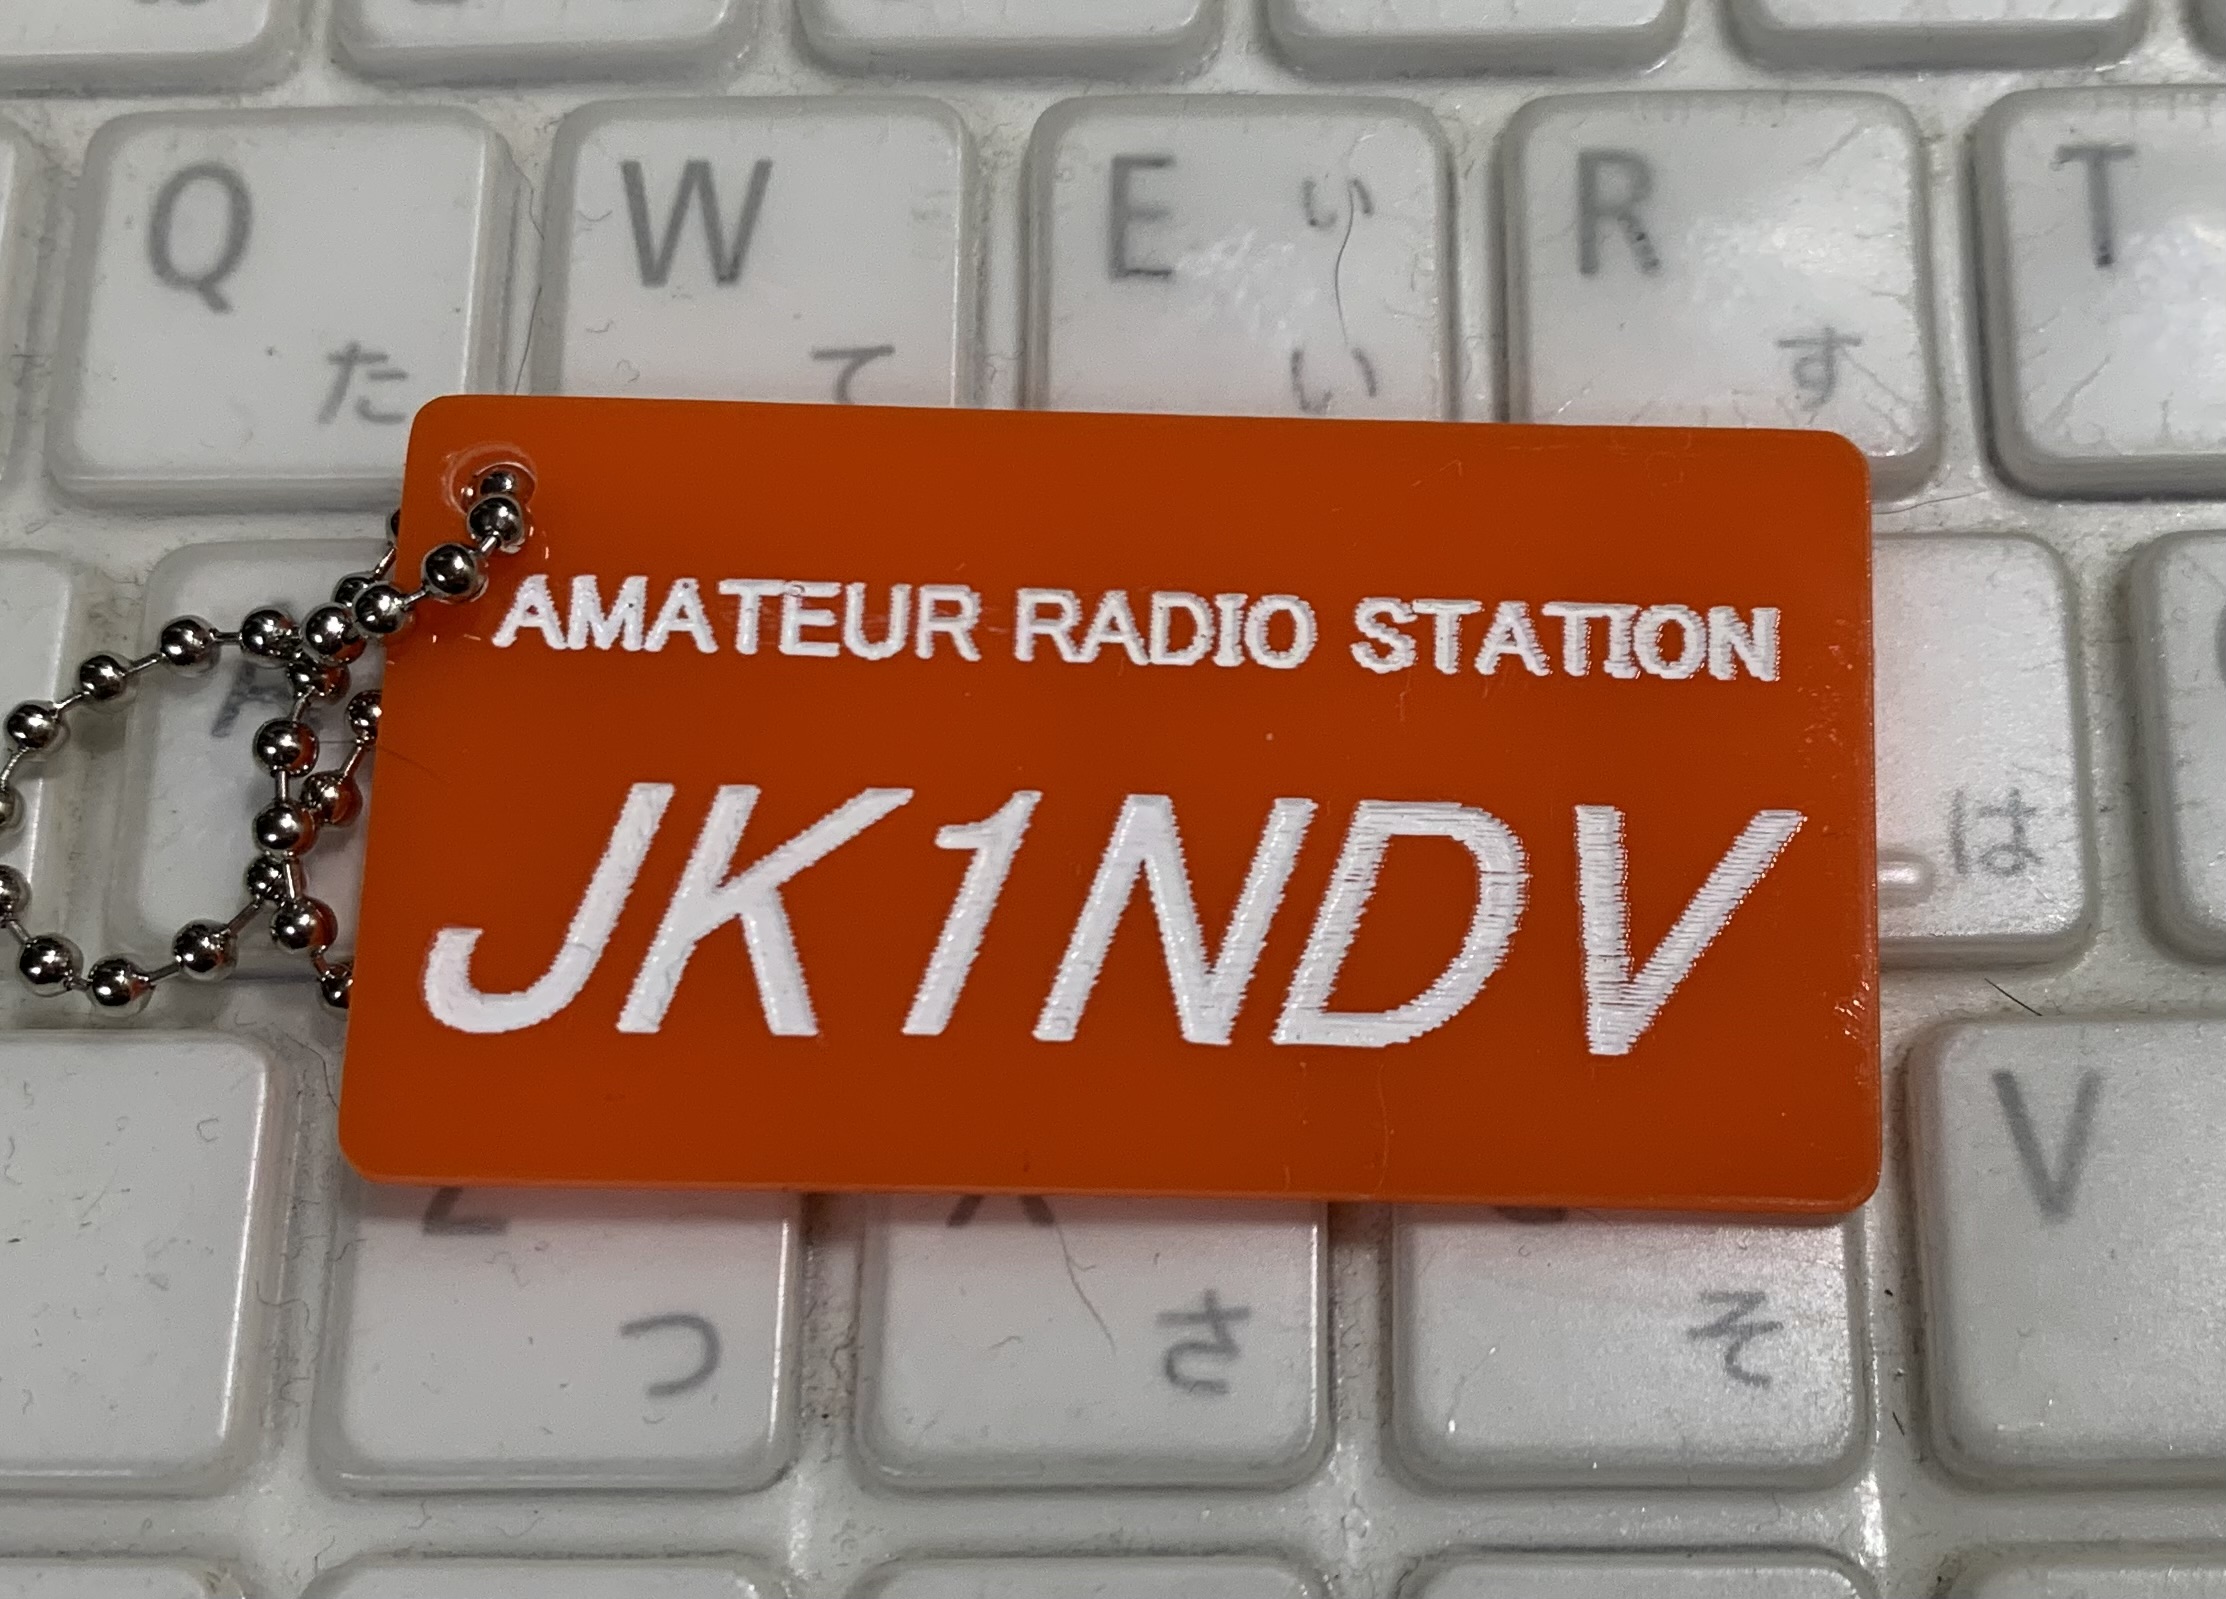 Q W E い R T
た て い す
AMATEUR RADIO STATION
JK1NDV
は
V
つ さ そ